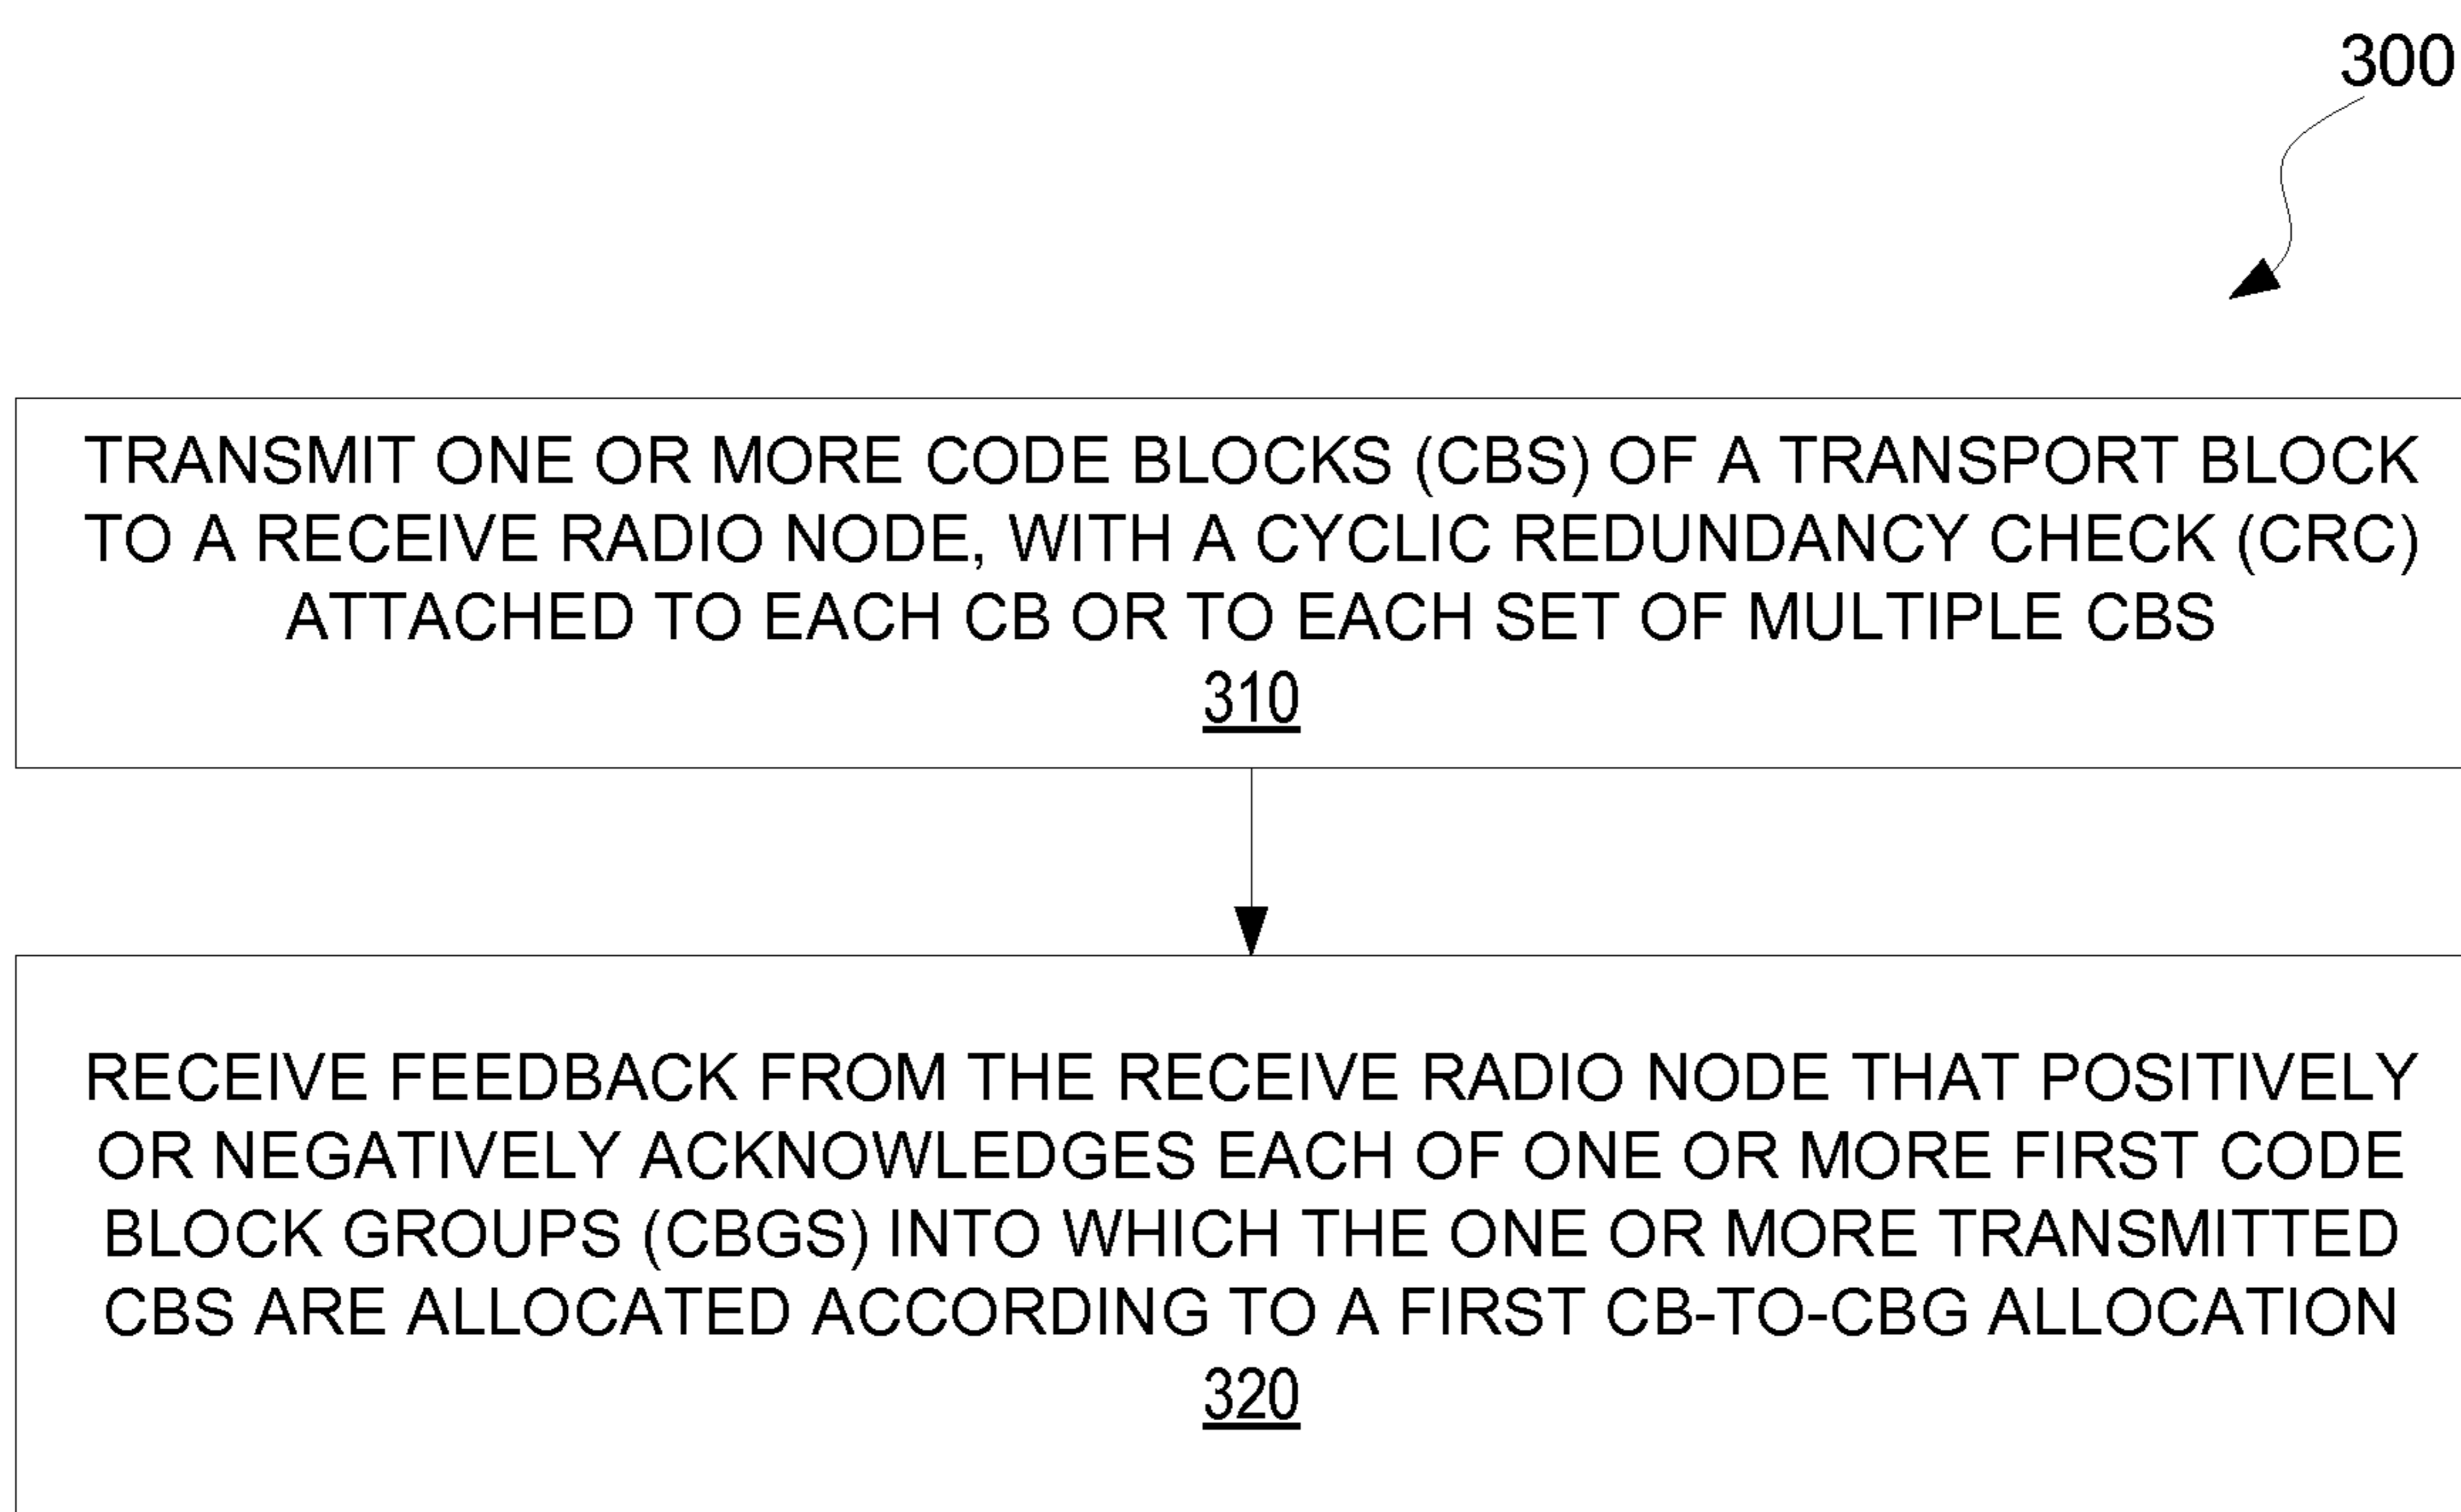 300
TRANSMIT ONE OR MORE CODE BLOCKS (CBS) OF A TRANSPORT BLOCK
TO A RECEIVE RADIO NODE, WITH A CYCLIC REDUNDANCY CHECK (CRC)
ATTACHED TO EACH CB OR TO EACH SET OF MULTIPLE CBS
310
RECEIVE FEEDBACK FROM THE RECEIVE RADIO NODE THAT POSITIVELY
OR NEGATIVELY ACKNOWLEDGES EACH OF ONE OR MORE FIRST CODE
BLOCK GROUPS (CBGS) INTO WHICH THE ONE OR MORE TRANSMITTED
CBS ARE ALLOCATED ACCORDING TO A FIRST CB-TO-CBG ALLOCATION
320